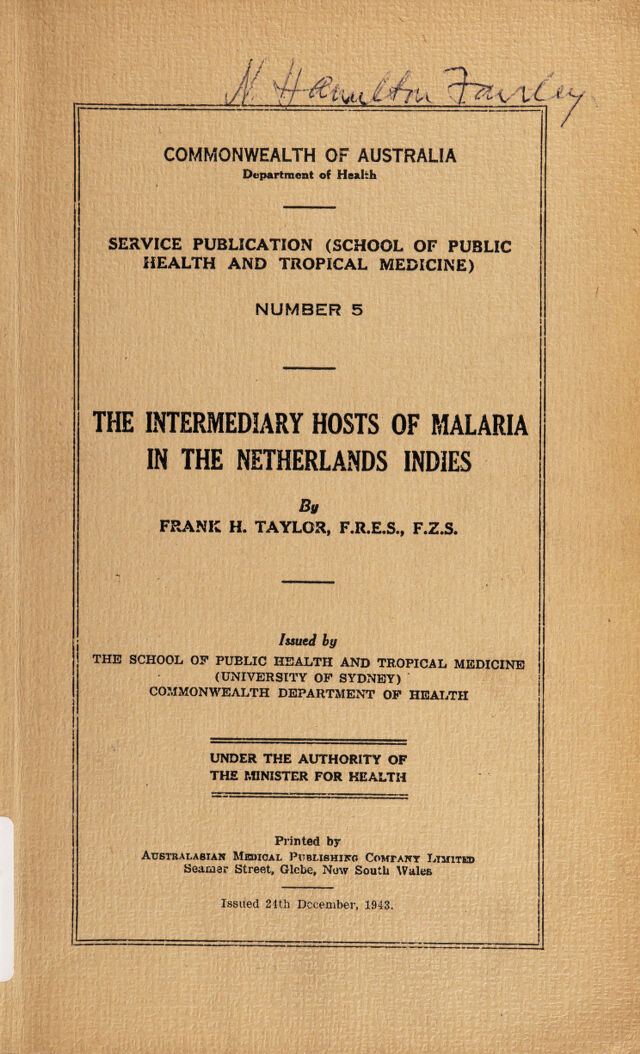 N. Hamilton Fairley
COMMONWEALTH OF AUSTRALIA
Department of Health
SERVICE PUBLICATION (SCHOOL OF PUBLIC
HEALTH AND TROPICAL MEDICINE)
NUMBER 5
THE INTERMEDIARY HOSTS OF MALARIA
IN THE NETHERLANDS INDIES
By
FRANK H. TAYLOR, F.R.E.S., F.Z.S.
Issued by
THE SCHOOL OF PUBLIC HEALTH AND TROPICAL MEDICINE
(UNIVERSITY OF SYDNEY)
COMMONWEALTH DEPARTMENT OF HEALTH
UNDER THE AUTHORITY OF
THE MINISTER FOR HEALTH
Printed by
AUSTRALASIAN MEDICAL PUBLISHING COMPANY LIMITED
Seamer Street, Glebe, New South Wales
Issued 24th December, 1943.